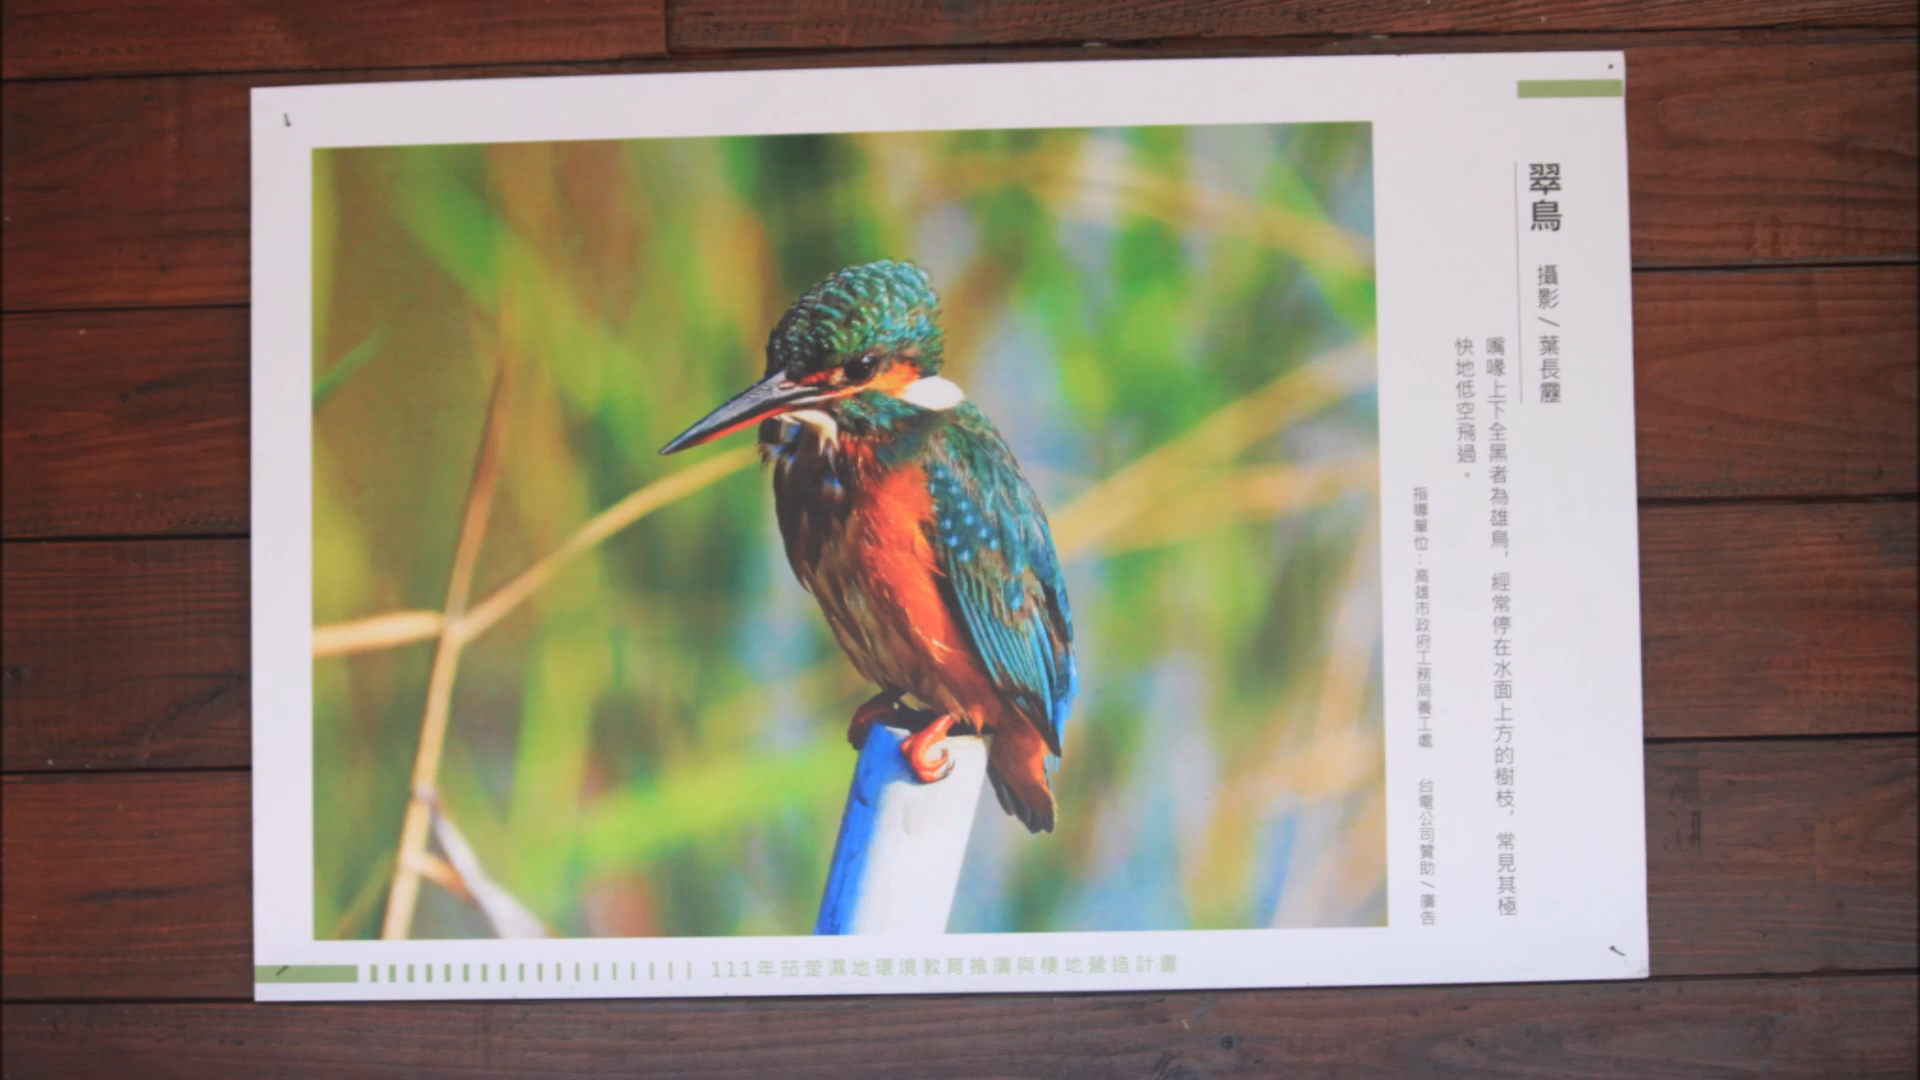 翠鳥 攝影/葉長靂
嘴喙上下全黑者為雄鳥，經常停在水面上方的樹枝，常見其極
快地低空飛過。
指導單位：高雄市政府工務局養工處 台電公司贊助/廣告
111年茄萣濕地環境教育推廣與棲地營造計畫